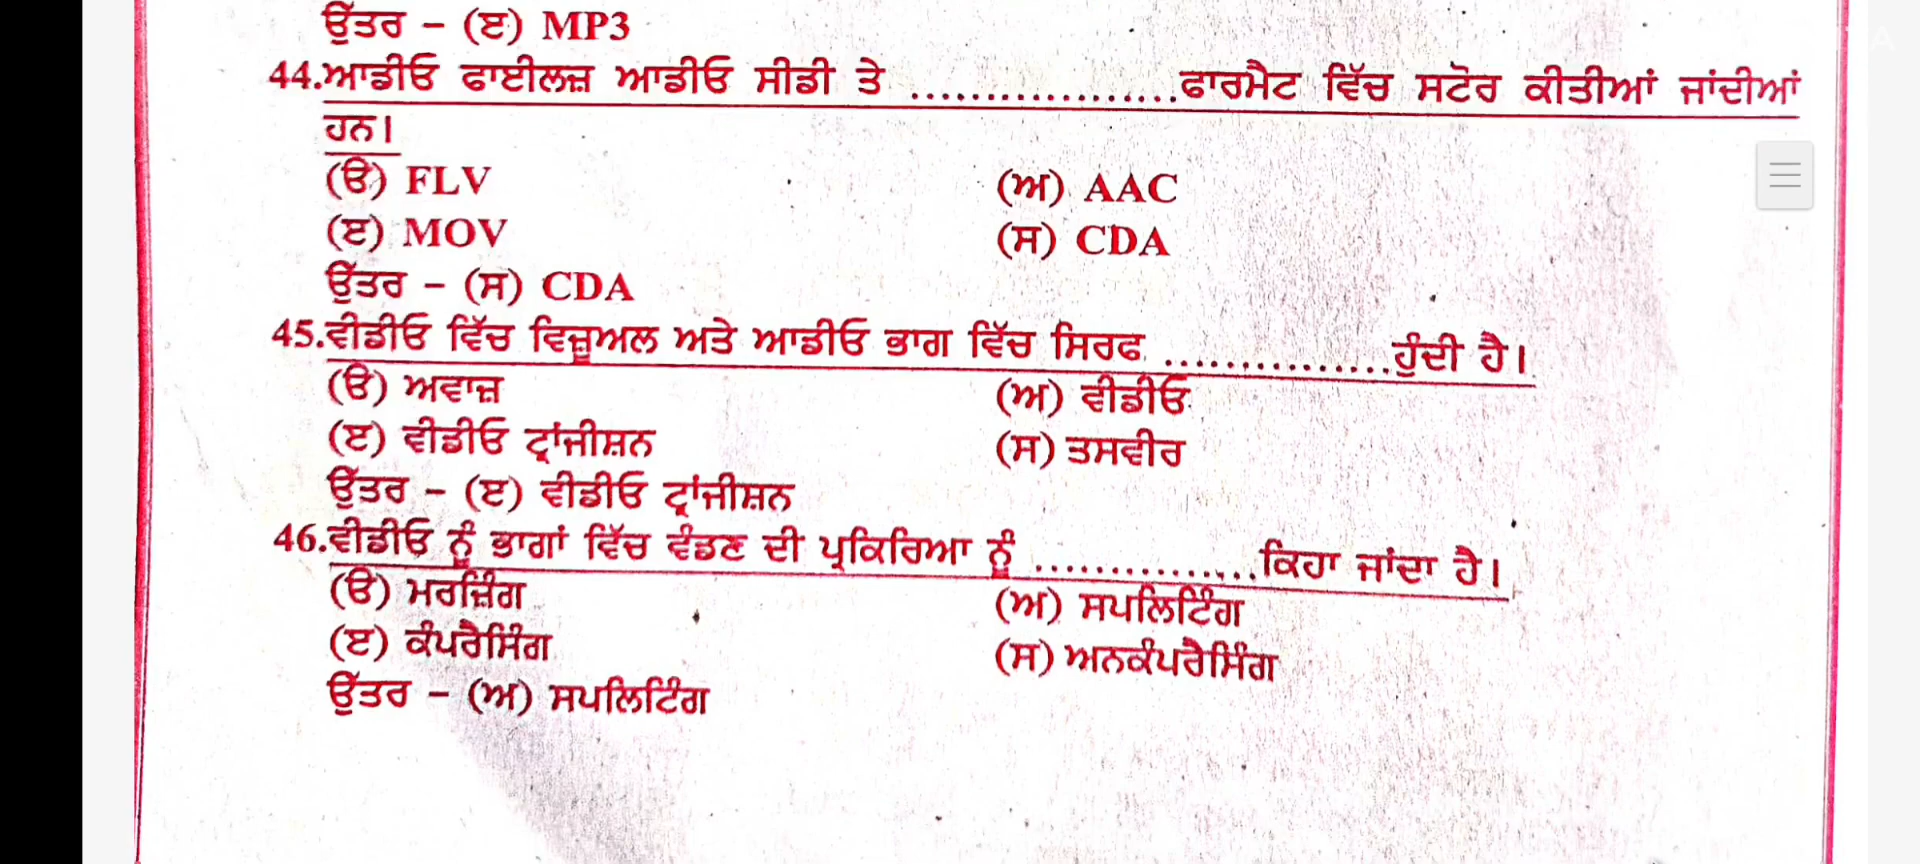 ਉੱਤਰ – (ੲ) MP3
44.ਆਡੀਓ ਫਾਈਲਜ਼ ਆਡੀਓ ਸੀਡੀ ਤੇ ..................ਫਾਰਮੈਟ ਵਿੱਚ ਸਟੋਰ ਕੀਤੀਆਂ ਜਾਂਦੀਆਂ
ਹਨ।
(ੳ) FLV (ਅ) AAC
(ੲ) MOV (ਸ) CDA
ਉੱਤਰ – (ਸ) CDA
45.ਵੀਡੀਓ ਵਿੱਚ ਵਿਜ਼ੂਅਲ ਅਤੇ ਆਡੀਓ ਭਾਗ ਵਿੱਚ ਸਿਰਫ ...............ਹੁੰਦੀ ਹੈ।
(ੳ) ਅਵਾਜ਼ (ਅ) ਵੀਡੀਓ
(ੲ) ਵੀਡੀਓ ਟ੍ਰਾਂਜੀਸ਼ਨ (ਸ) ਤਸਵੀਰ
ਉੱਤਰ – (ੲ) ਵੀਡੀਓ ਟ੍ਰਾਂਜੀਸ਼ਨ
46.ਵੀਡੀਓ ਨੂੰ ਭਾਗਾਂ ਵਿੱਚ ਵੰਡਣ ਦੀ ਪ੍ਰਕਿਰਿਆ ਨੂੰ ...............ਕਿਹਾ ਜਾਂਦਾ ਹੈ।
(ੳ) ਮਰਜ਼ਿੰਗ (ਅ) ਸਪਲਿਟਿੰਗ
(ੲ) ਕੰਪਰੈਸਿੰਗ (ਸ) ਅਨਕੰਪਰੈਸਿੰਗ
ਉੱਤਰ – (ਅ) ਸਪਲਿਟਿੰਗ